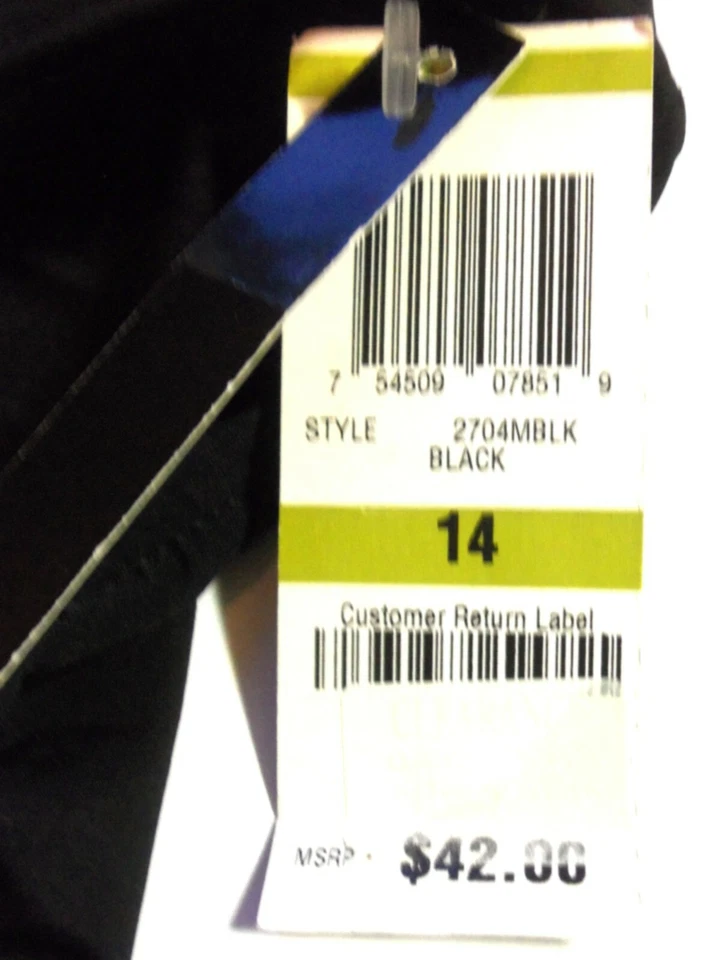 7 54509 07851 9
STYLE 2704MBLK
BLACK
14
Customer Return Label
MSRP $42.00